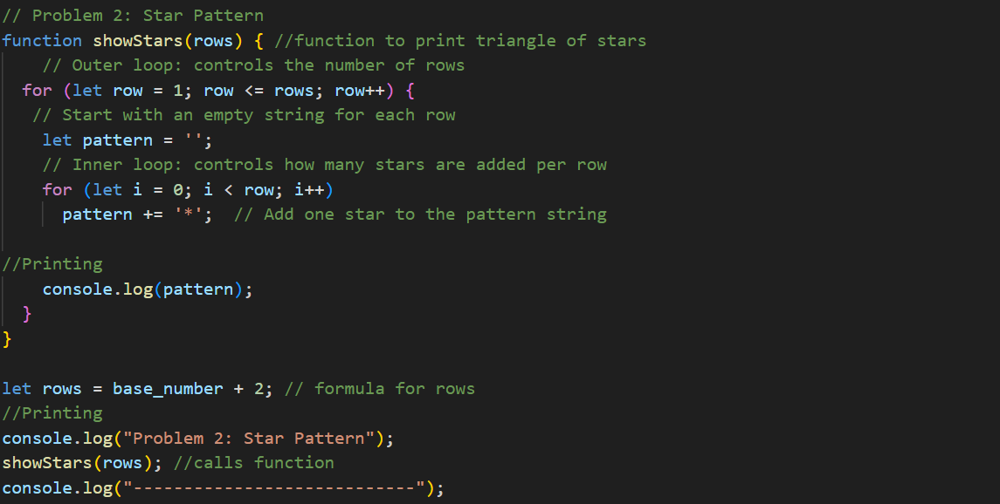 // Problem 2: Star Pattern
function showStars(rows) { //function to print triangle of stars
    // Outer loop: controls the number of rows
  for (let row = 1; row <= rows; row++) {
   // Start with an empty string for each row
    let pattern = '';
    // Inner loop: controls how many stars are added per row
    for (let i = 0; i < row; i++)
      pattern += '*';  // Add one star to the pattern string

//Printing
    console.log(pattern);
  }
}

let rows = base_number + 2; // formula for rows
//Printing
console.log("Problem 2: Star Pattern");
showStars(rows); //calls function
console.log("----------------------------");